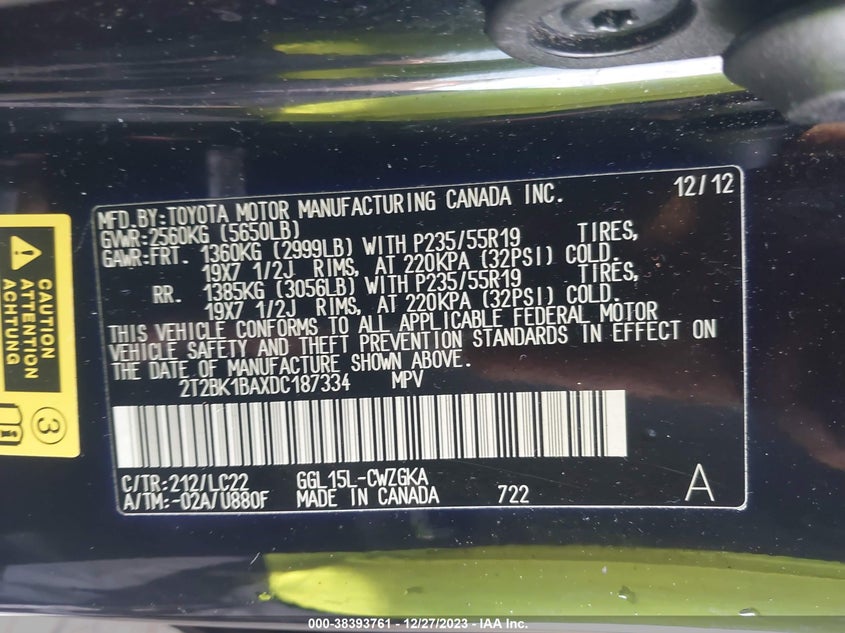 MFD. BY: TOYOTA MOTOR MANUFACTURING CANADA INC. 12/12
GVWR: 2560KG (5650LB)
GAWR: FRT. 1360KG (2999LB) WITH P235/55R19 TIRES,
19X7 1/2J RIMS, AT 220KPA (32PSI) COLD.
RR. 1385KG (3056LB) WITH P235/55R19 TIRES,
19X7 1/2J RIMS, AT 220KPA (32PSI) COLD.
THIS VEHICLE CONFORMS TO ALL APPLICABLE FEDERAL MOTOR
VEHICLE SAFETY AND THEFT PREVENTION STANDARDS IN EFFECT ON
THE DATE OF MANUFACTURE SHOWN ABOVE.
2T2BK1BAXDC187334 MPV
C/TR: 212/LC22 GGL15L-CWZGKA
A/TM:-02A/U880F MADE IN CANADA 722 A
CAUTION
ATTENTION
ACHTUNG
3
000-38393761 - 12/27/2023 - IAA Inc.